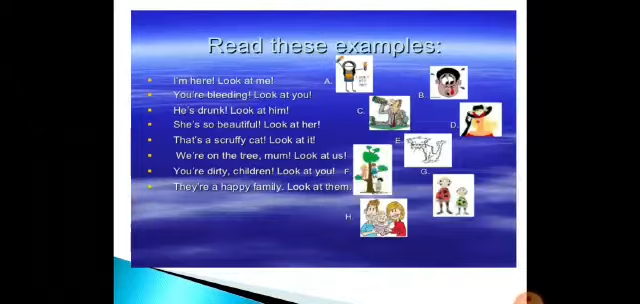 Read these examples:
I'm here! Look at me! A.
You're bleeding! Look at you! B.
He's drunk! Look at him! C.
She's so beautiful! Look at her! D.
That's a scruffy cat! Look at it! E.
We're on the tree, mum! Look at us!
You're dirty, children! Look at you! F G.
They're a happy family. Look at them.
H.